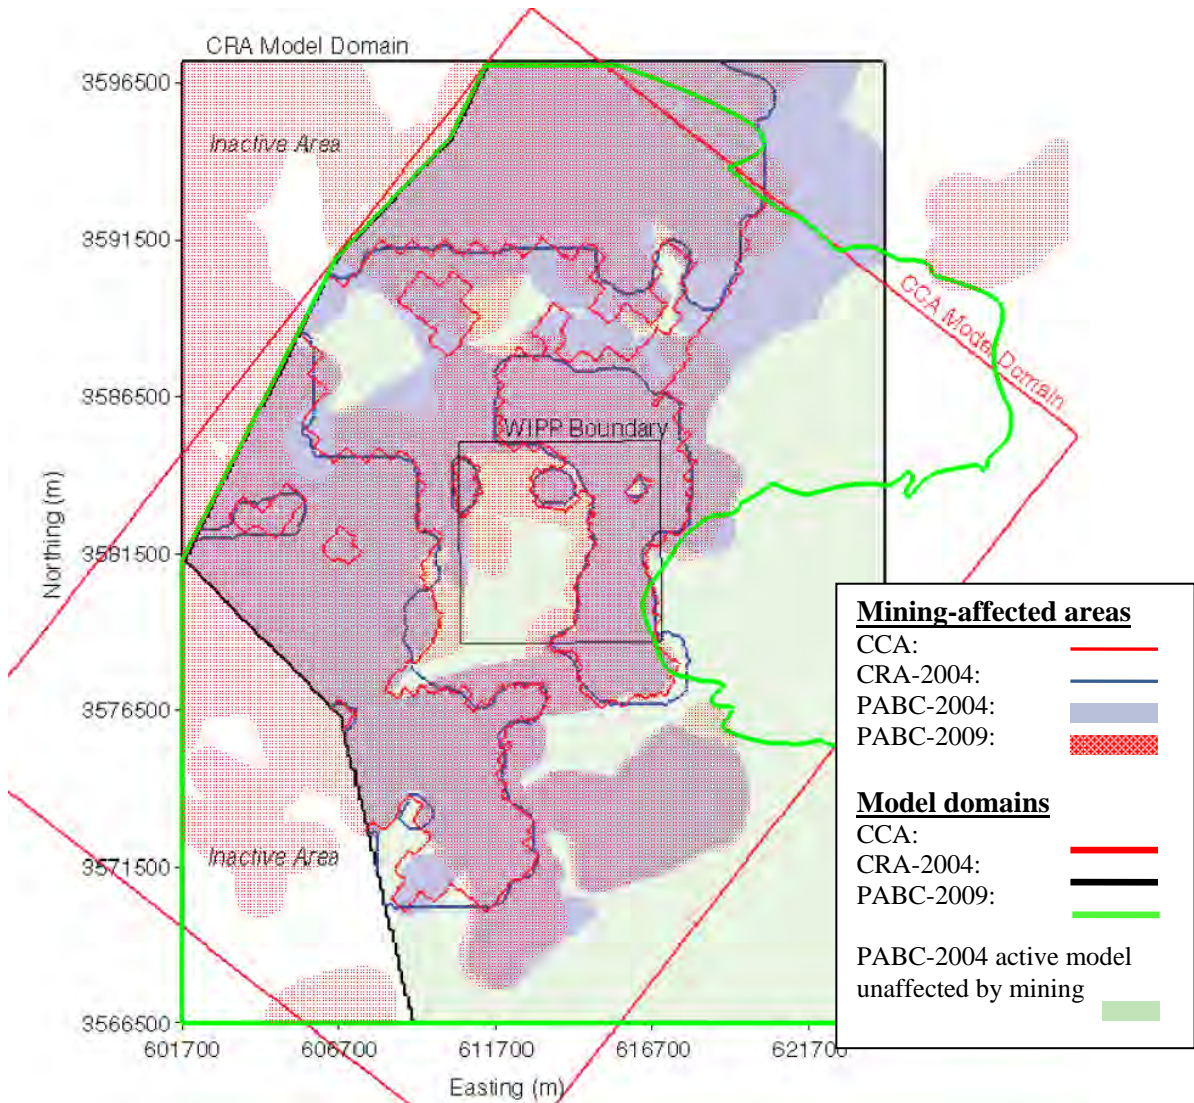 CRA Model Domain
3596500
Inactive Area
3591500
CCA Model Domain
3586500
WIPP Boundary
Northing (m)
3581500
3576500
3571500
Inactive Area
3566500
601700 606700 611700 616700 621700
Easting (m)
Mining-affected areas
CCA:
CRA-2004:
PABC-2004:
PABC-2009:
Model domains
CCA:
CRA-2004:
PABC-2009:
PABC-2004 active model
unaffected by mining